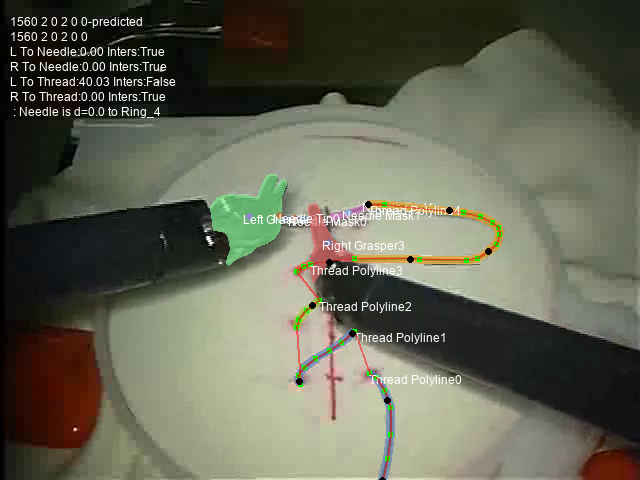 1560 2 0 2 0 0-predicted
1560 2 0 2 0 0
L To Needle:0.00 Inters:True
R To Needle:0.00 Inters:True
L To Thread:40.03 Inters:False
R To Thread:0.00 Inters:True
: Needle is d=0.0 to Ring_4
Needle Mask1
Right Grasper3
Thread Polyline3
Thread Polyline2
Thread Polyline1
Thread Polyline0